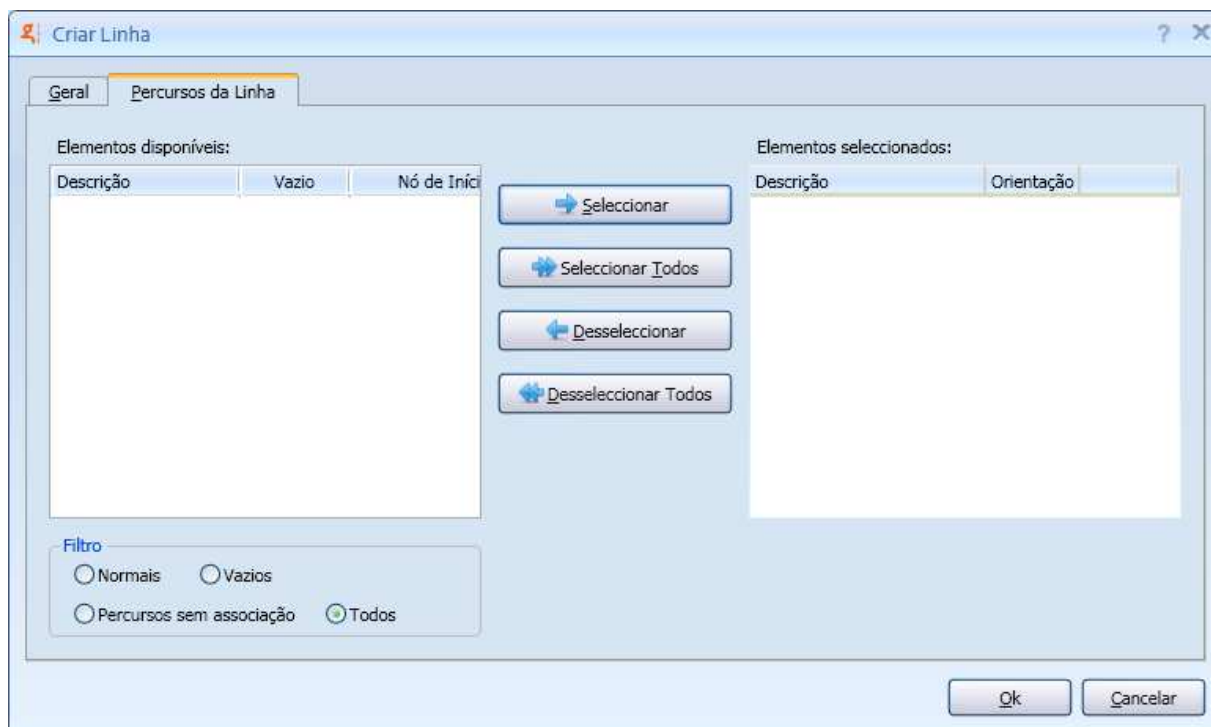 Criar Linha
Geral
Percursos da Linha
Elementos disponíveis:
Descrição Vazio Nó de Iníci
Seleccionar
Seleccionar Todos
Desseleccionar
Desseleccionar Todos
Elementos seleccionados:
Descrição Orientação
Filtro
Normais Vazios
Percursos sem associação Todos
Ok Cancelar